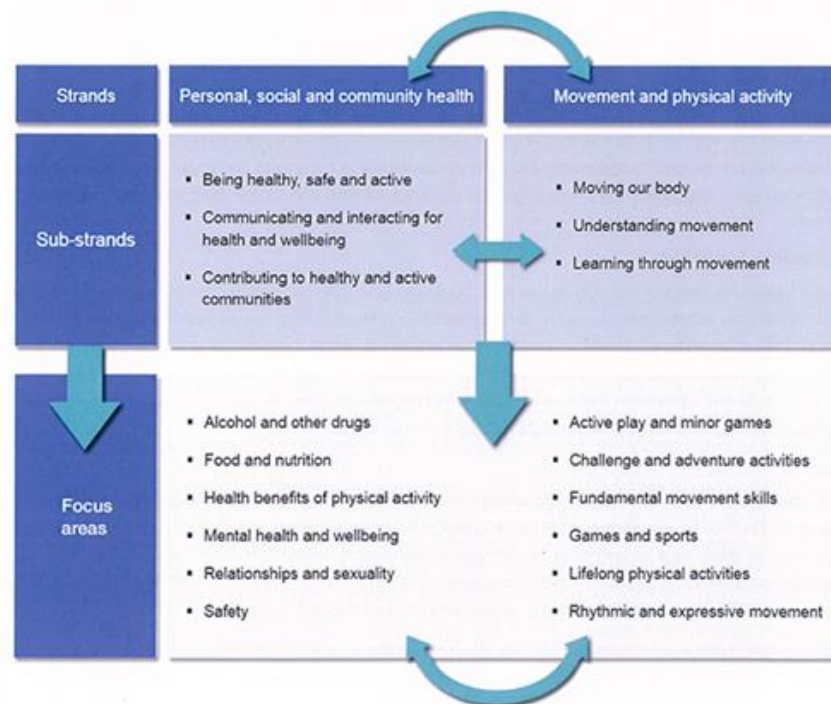 Strands
Personal, social and community health
Movement and physical activity
Sub-strands
▪ Being healthy, safe and active
▪ Communicating and interacting for
health and wellbeing
▪ Contributing to healthy and active
communities
▪ Moving our body
▪ Understanding movement
▪ Learning through movement
Focus
areas
▪ Alcohol and other drugs
▪ Food and nutrition
▪ Health benefits of physical activity
▪ Mental health and wellbeing
▪ Relationships and sexuality
▪ Safety
▪ Active play and minor games
▪ Challenge and adventure activities
▪ Fundamental movement skills
▪ Games and sports
▪ Lifelong physical activities
▪ Rhythmic and expressive movement